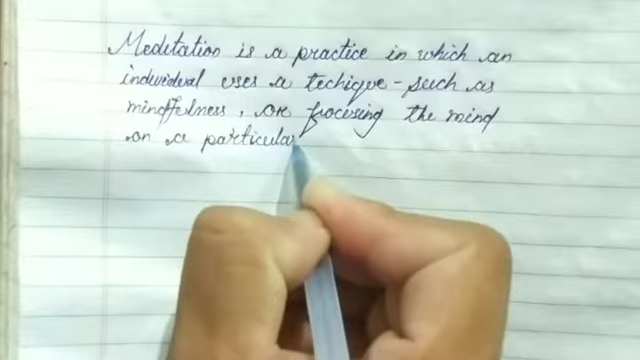 Meditation is a practice in which an
individual uses a techique - such as
mindfulness, or focusing the mind
on a particular